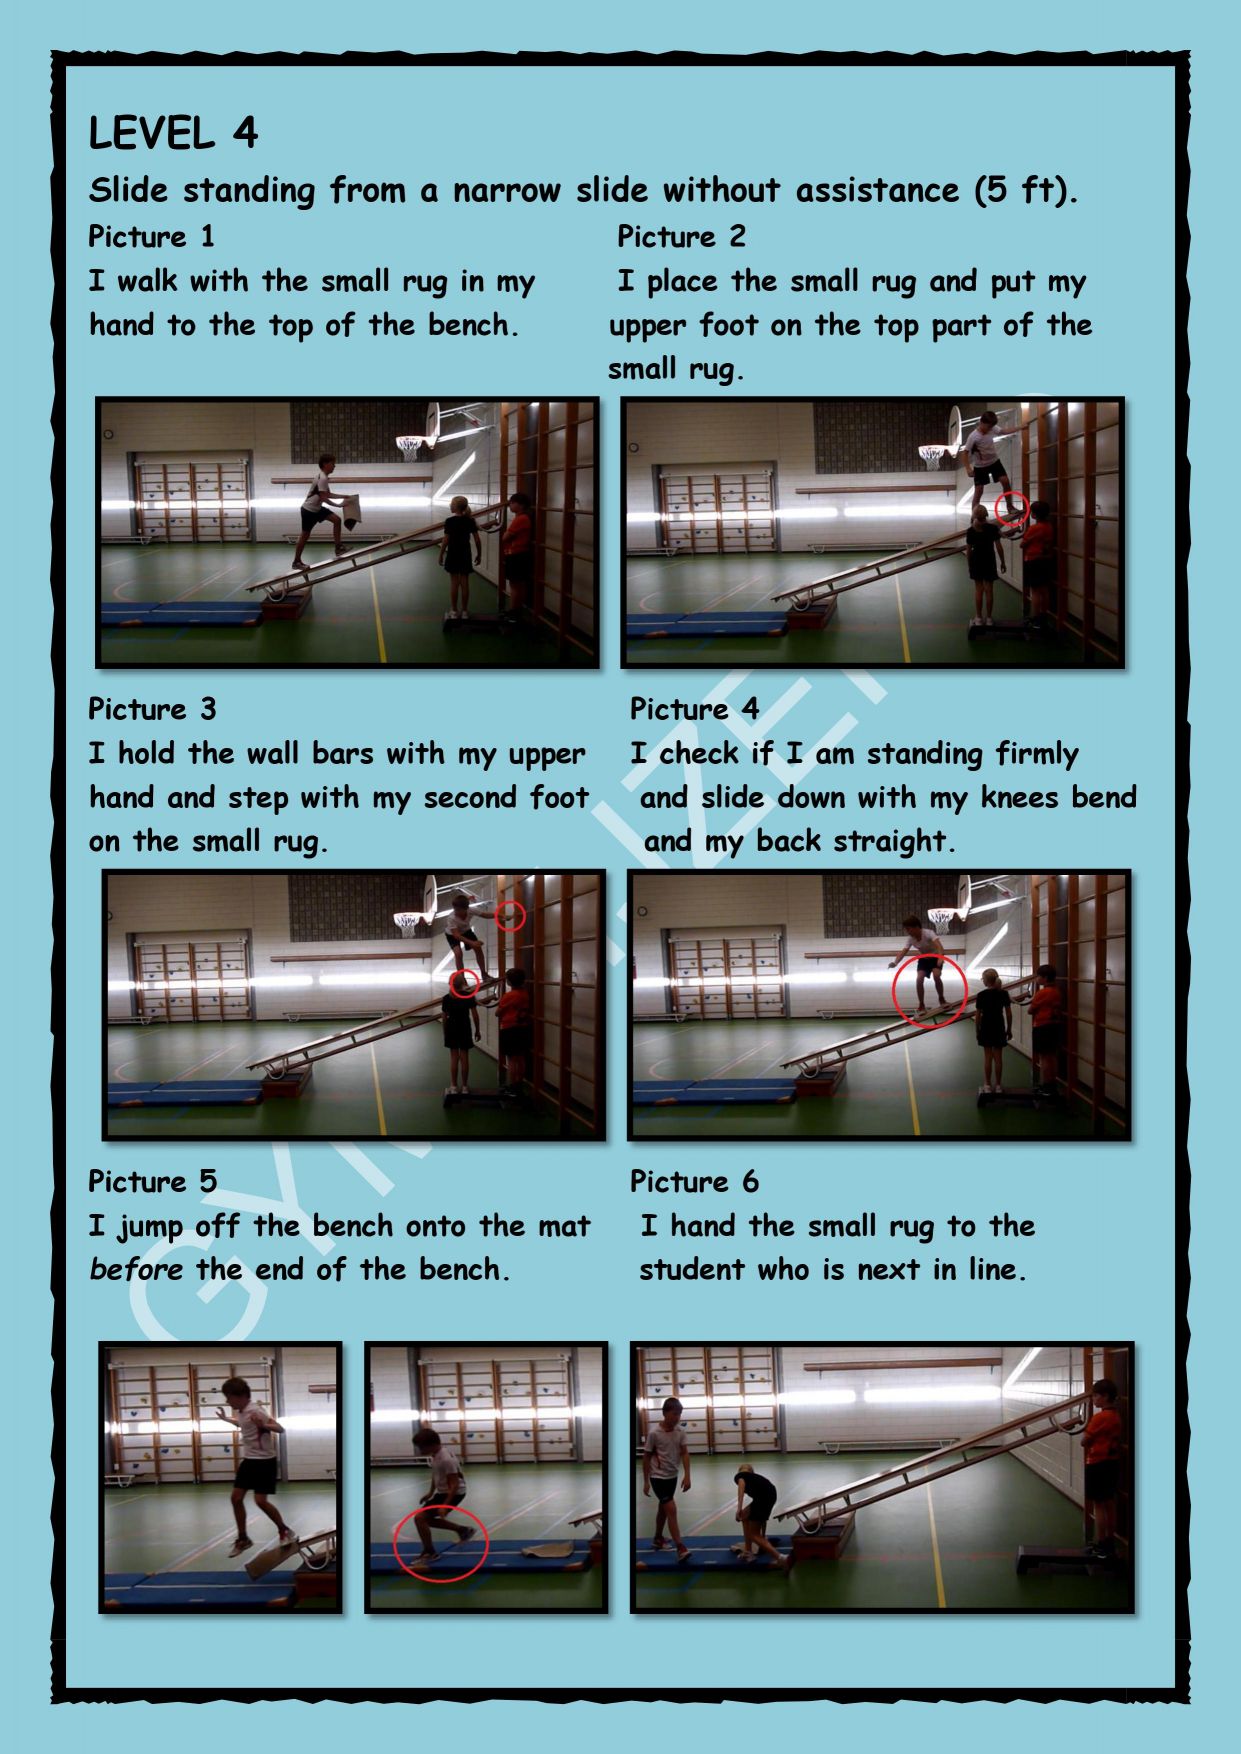 LEVEL 4
Slide standing from a narrow slide without assistance (5 ft).
Picture 1
I walk with the small rug in my
hand to the top of the bench.
Picture 2
I place the small rug and put my
upper foot on the top part of the
small rug.
Picture 3
I hold the wall bars with my upper
hand and step with my second foot
on the small rug.
Picture 4
I check if I am standing firmly
and slide down with my knees bend
and my back straight.
Picture 5
I jump off the bench onto the mat
before the end of the bench.
Picture 6
I hand the small rug to the
student who is next in line.